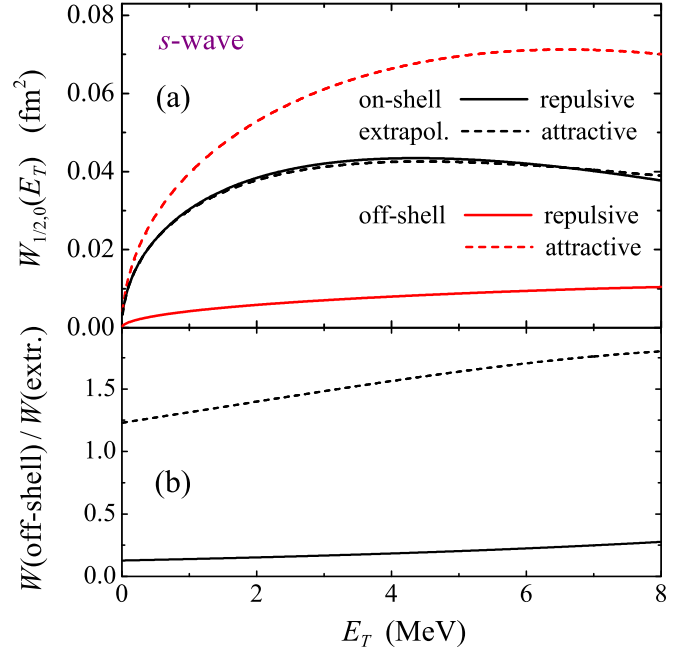 0.08
s-wave
(a)
on-shell repulsive
extrapol. attractive
0.06
0.04
off-shell repulsive
attractive
0.02
0.00
W1/2,0(ET) (fm2)
1.5
1.0
(b)
0.5
0.0
W(off-shell) / W(extr.)
0 2 4 6 8
ET (MeV)